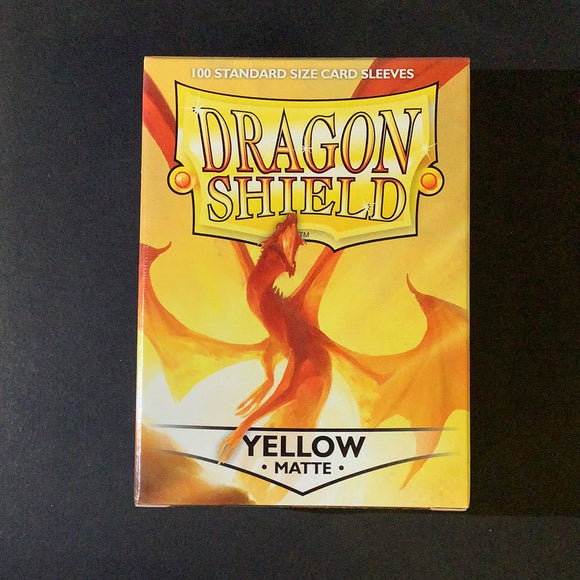 100 STANDARD SIZE CARD SLEEVES
DRAGON
SHIELD
TM
YELLOW
• MATTE •